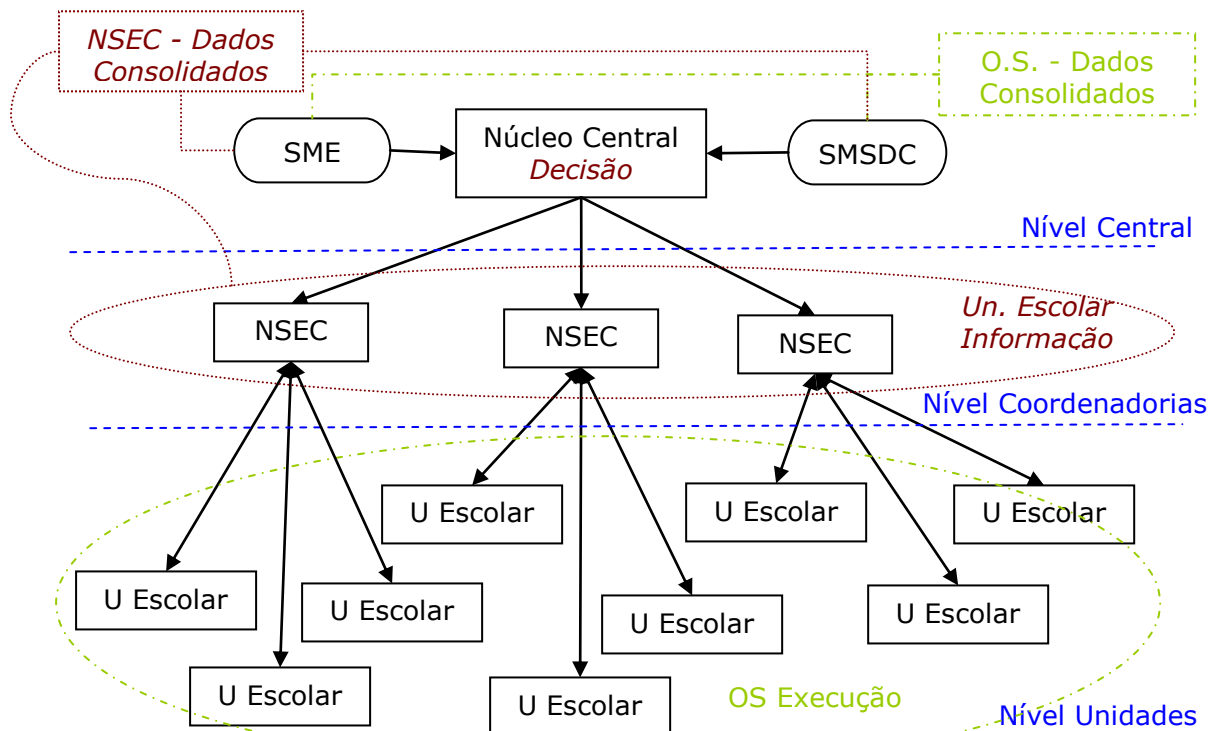 NSEC - Dados
Consolidados
O.S. - Dados
Consolidados
SME
Núcleo Central
Decisão
SMSDC
Nível Central
NSEC
NSEC
NSEC
Un. Escolar
Informação
Nível Coordenadorias
U Escolar
U Escolar
U Escolar
U Escolar
U Escolar
U Escolar
U Escolar
U Escolar
U Escolar
OS Execução
Nível Unidades